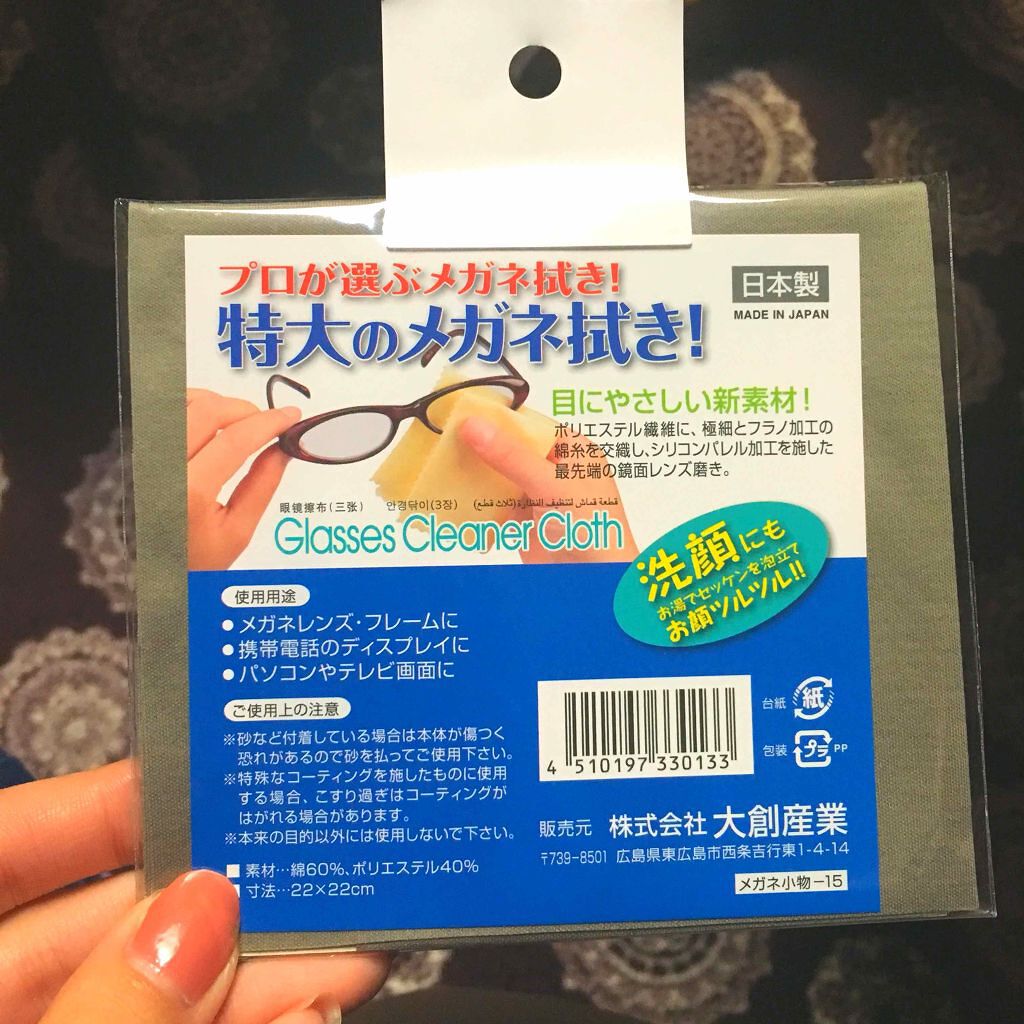 プロが選ぶメガネ拭き!
特大のメガネ拭き!
日本製
MADE IN JAPAN
目にやさしい新素材!
ポリエステル繊維に、極細とフラノ加工の
綿糸を交織し、シリコンパレル加工を施した
最先端の鏡面レンズ磨き。
眼镜擦布(三张) 안경닦이(3장) قطعة قماش لتنظيف النظارة (ثلاث قطع)
Glasses Cleaner Cloth
洗顔にも
お湯でセッケンを泡立て
お顔ツルツル!!
使用用途
●メガネレンズ・フレームに
●携帯電話のディスプレイに
●パソコンやテレビ画面に
ご使用上の注意
※砂など付着している場合は本体が傷つく
恐れがあるので砂を払ってご使用下さい。
※特殊なコーティングを施したものに使用
する場合、こすり過ぎはコーティングが
はがれる場合があります。
※本来の目的以外には使用しないで下さい。
■素材…綿60%、ポリエステル40%
■寸法…22×22cm
4 510197 330133
台紙 紙
包装 プラ PP
販売元 株式会社大創産業
〒739-8501 広島県東広島市西条吉行東1-4-14
メガネ小物-15